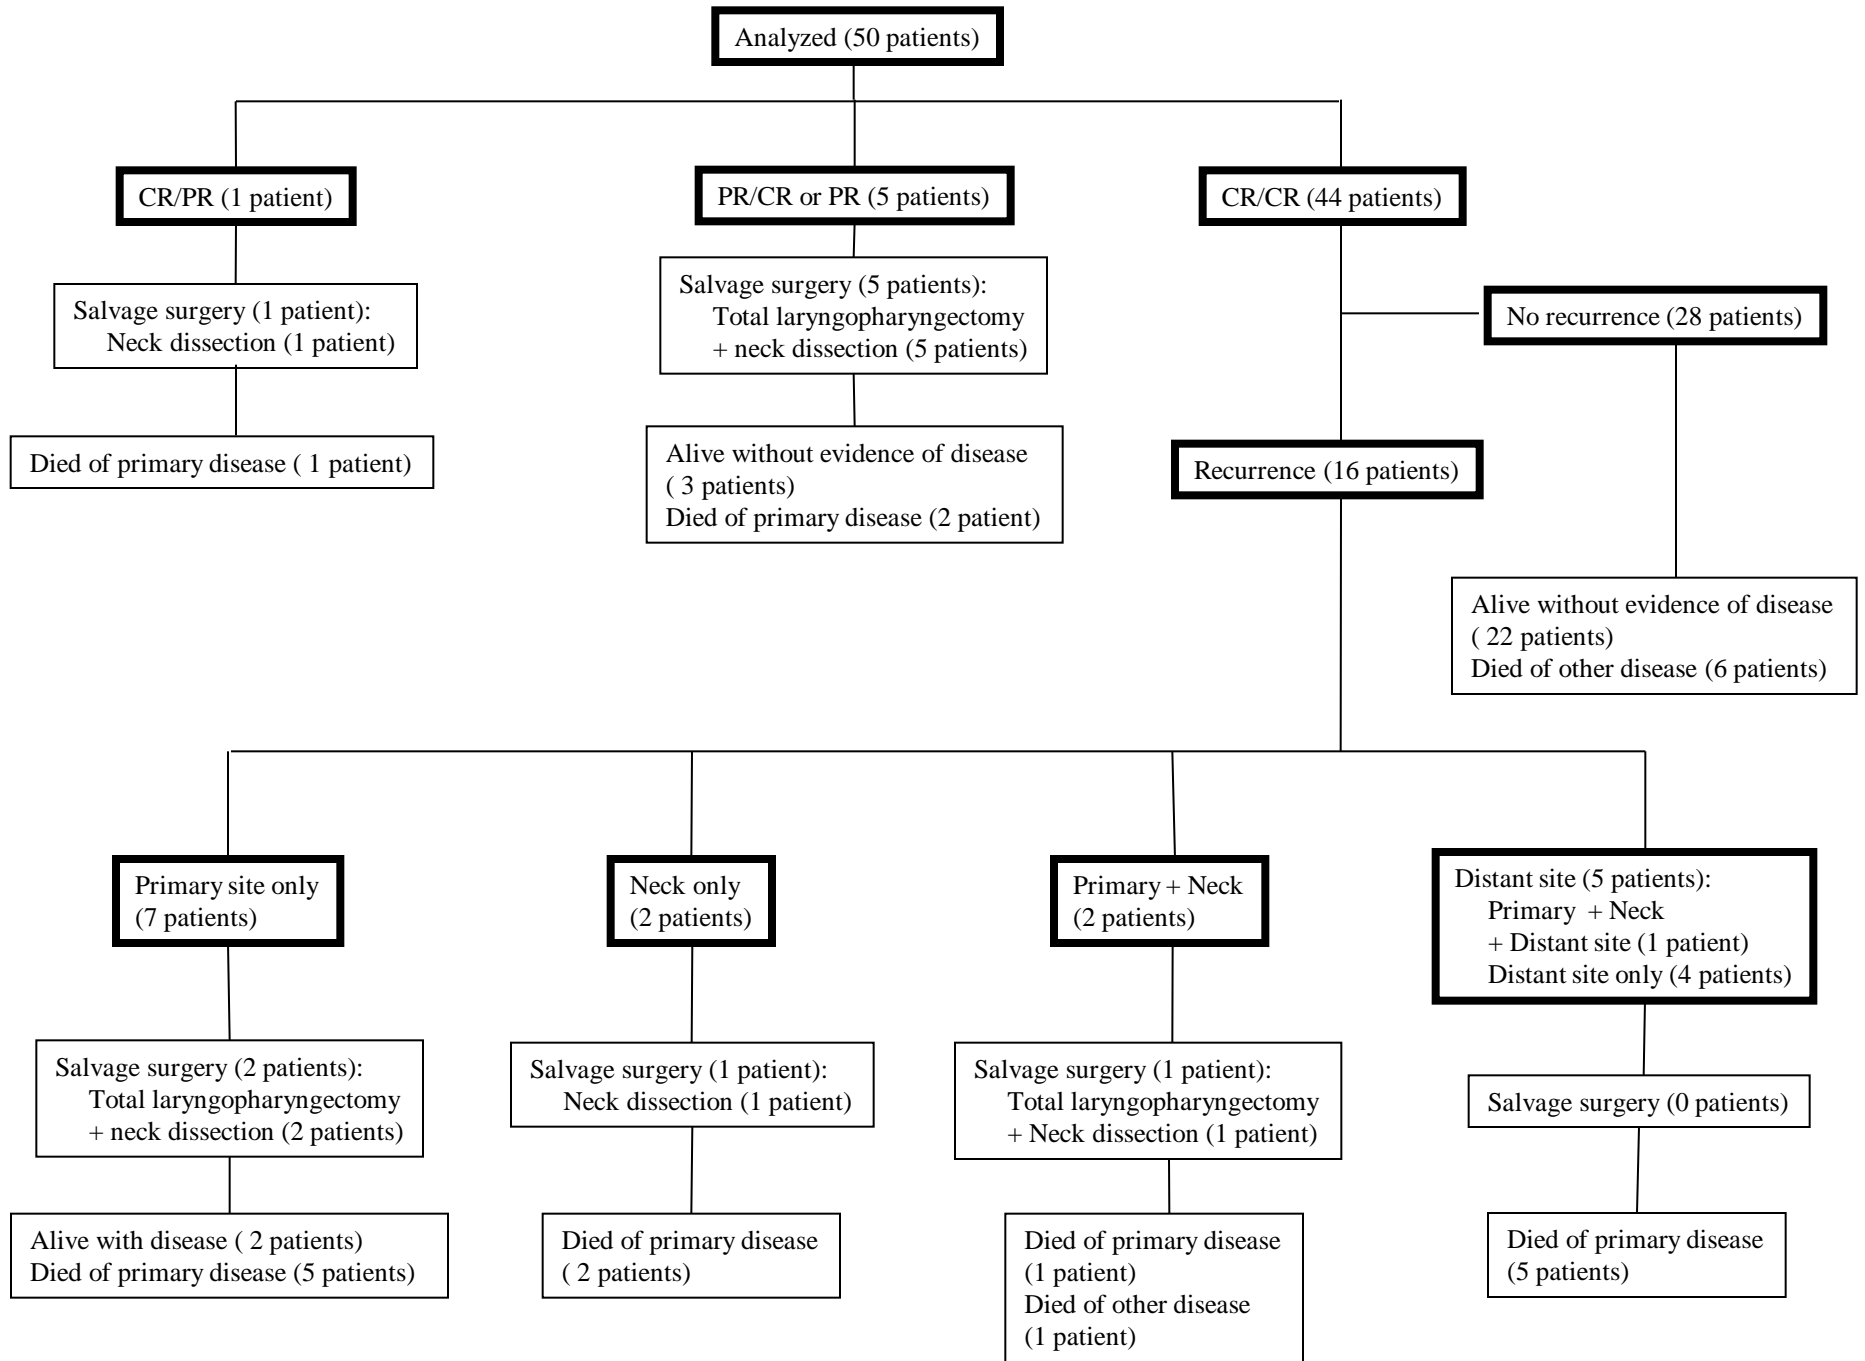 Analyzed (50 patients)
CR/PR (1 patient)
PR/CR or PR (5 patients)
CR/CR (44 patients)
Salvage surgery (1 patient):
Neck dissection (1 patient)
Salvage surgery (5 patients):
Total laryngopharyngectomy
+ neck dissection (5 patients)
No recurrence (28 patients)
Died of primary disease ( 1 patient)
Alive without evidence of disease
( 3 patients)
Died of primary disease (2 patient)
Recurrence (16 patients)
Alive without evidence of disease
( 22 patients)
Died of other disease (6 patients)
Primary site only
(7 patients)
Neck only
(2 patients)
Primary + Neck
(2 patients)
Distant site (5 patients):
Primary + Neck
+ Distant site (1 patient)
Distant site only (4 patients)
Salvage surgery (2 patients):
Total laryngopharyngectomy
+ neck dissection (2 patients)
Salvage surgery (1 patient):
Neck dissection (1 patient)
Salvage surgery (1 patient):
Total laryngopharyngectomy
+ Neck dissection (1 patient)
Salvage surgery (0 patients)
Alive with disease ( 2 patients)
Died of primary disease (5 patients)
Died of primary disease
( 2 patients)
Died of primary disease
(1 patient)
Died of other disease
(1 patient)
Died of primary disease
(5 patients)